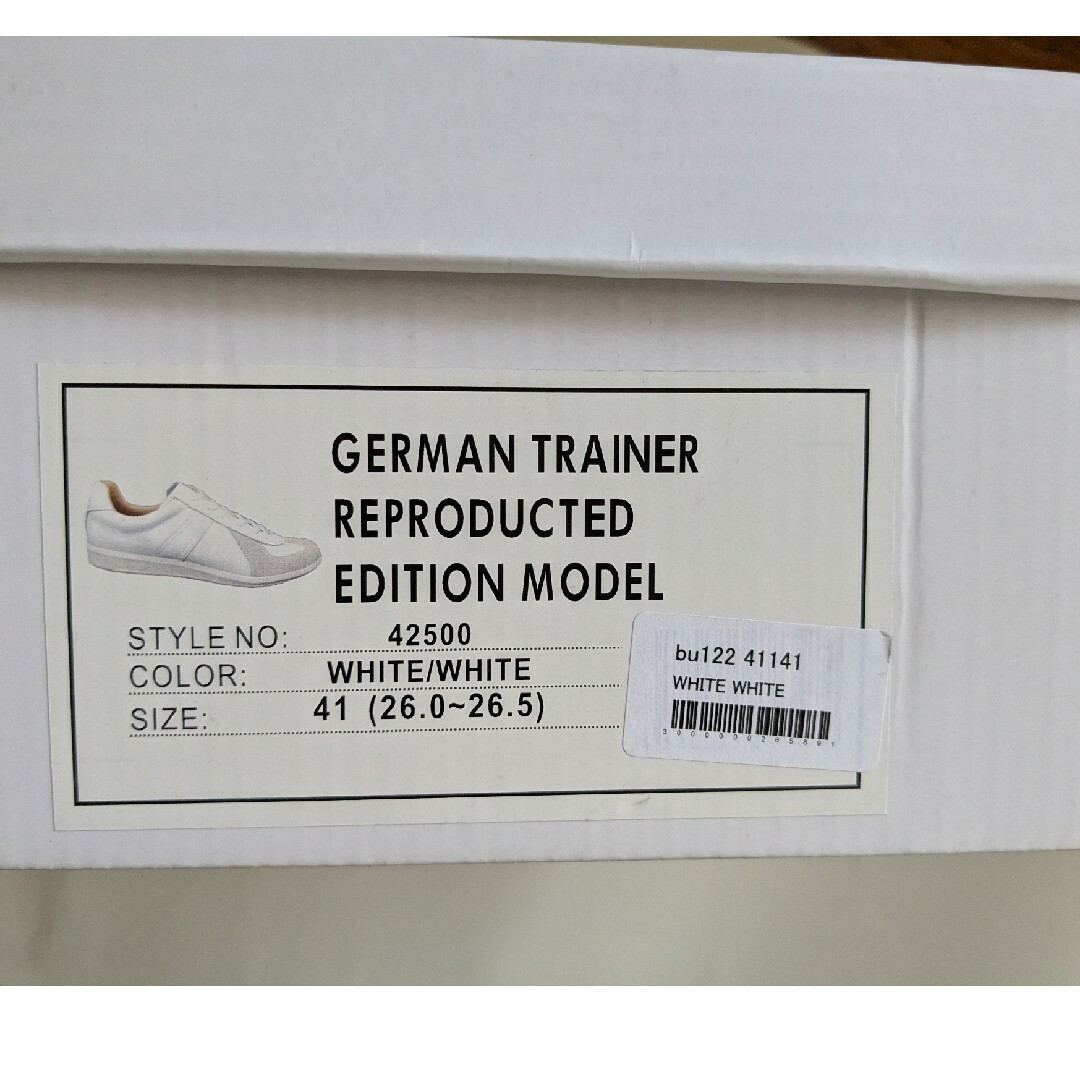 GERMAN TRAINER
REPRODUCTED
EDITION MODEL
STYLE NO: 42500
COLOR: WHITE/WHITE
SIZE: 41 (26.0~26.5)
bu122 41141
WHITE WHITE